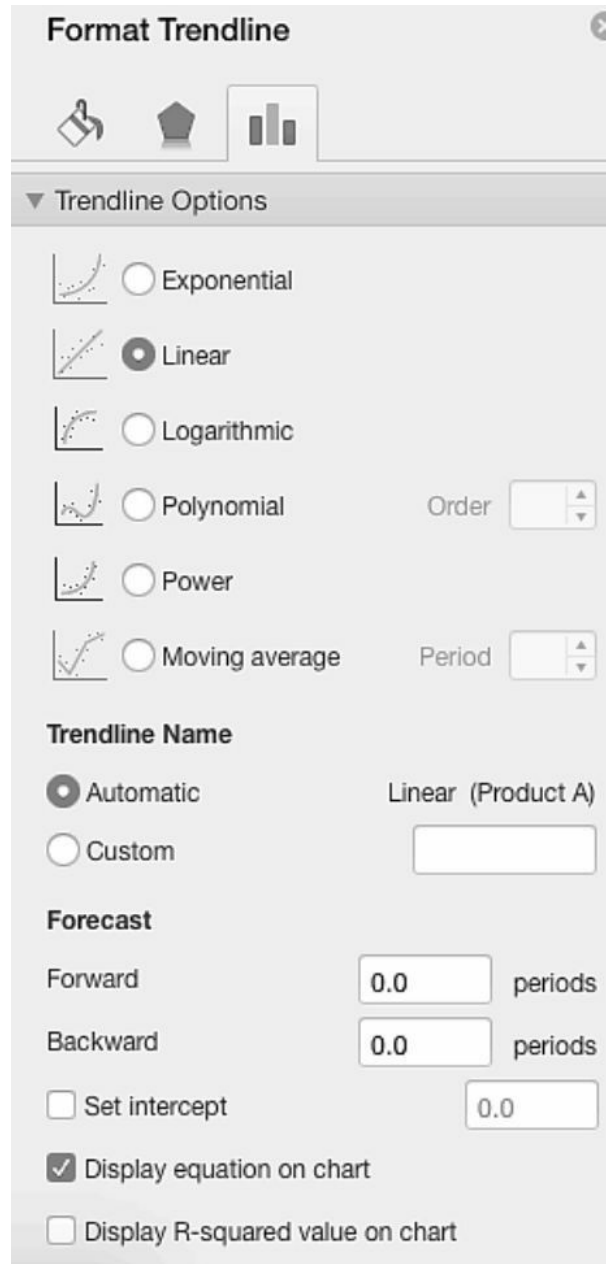 Format Trendline
Trendline Options
Exponential
Linear
Logarithmic
Polynomial Order
Power
Moving average Period
Trendline Name
Automatic Linear (Product A)
Custom
Forecast
Forward 0.0 periods
Backward 0.0 periods
Set intercept 0.0
Display equation on chart
Display R-squared value on chart